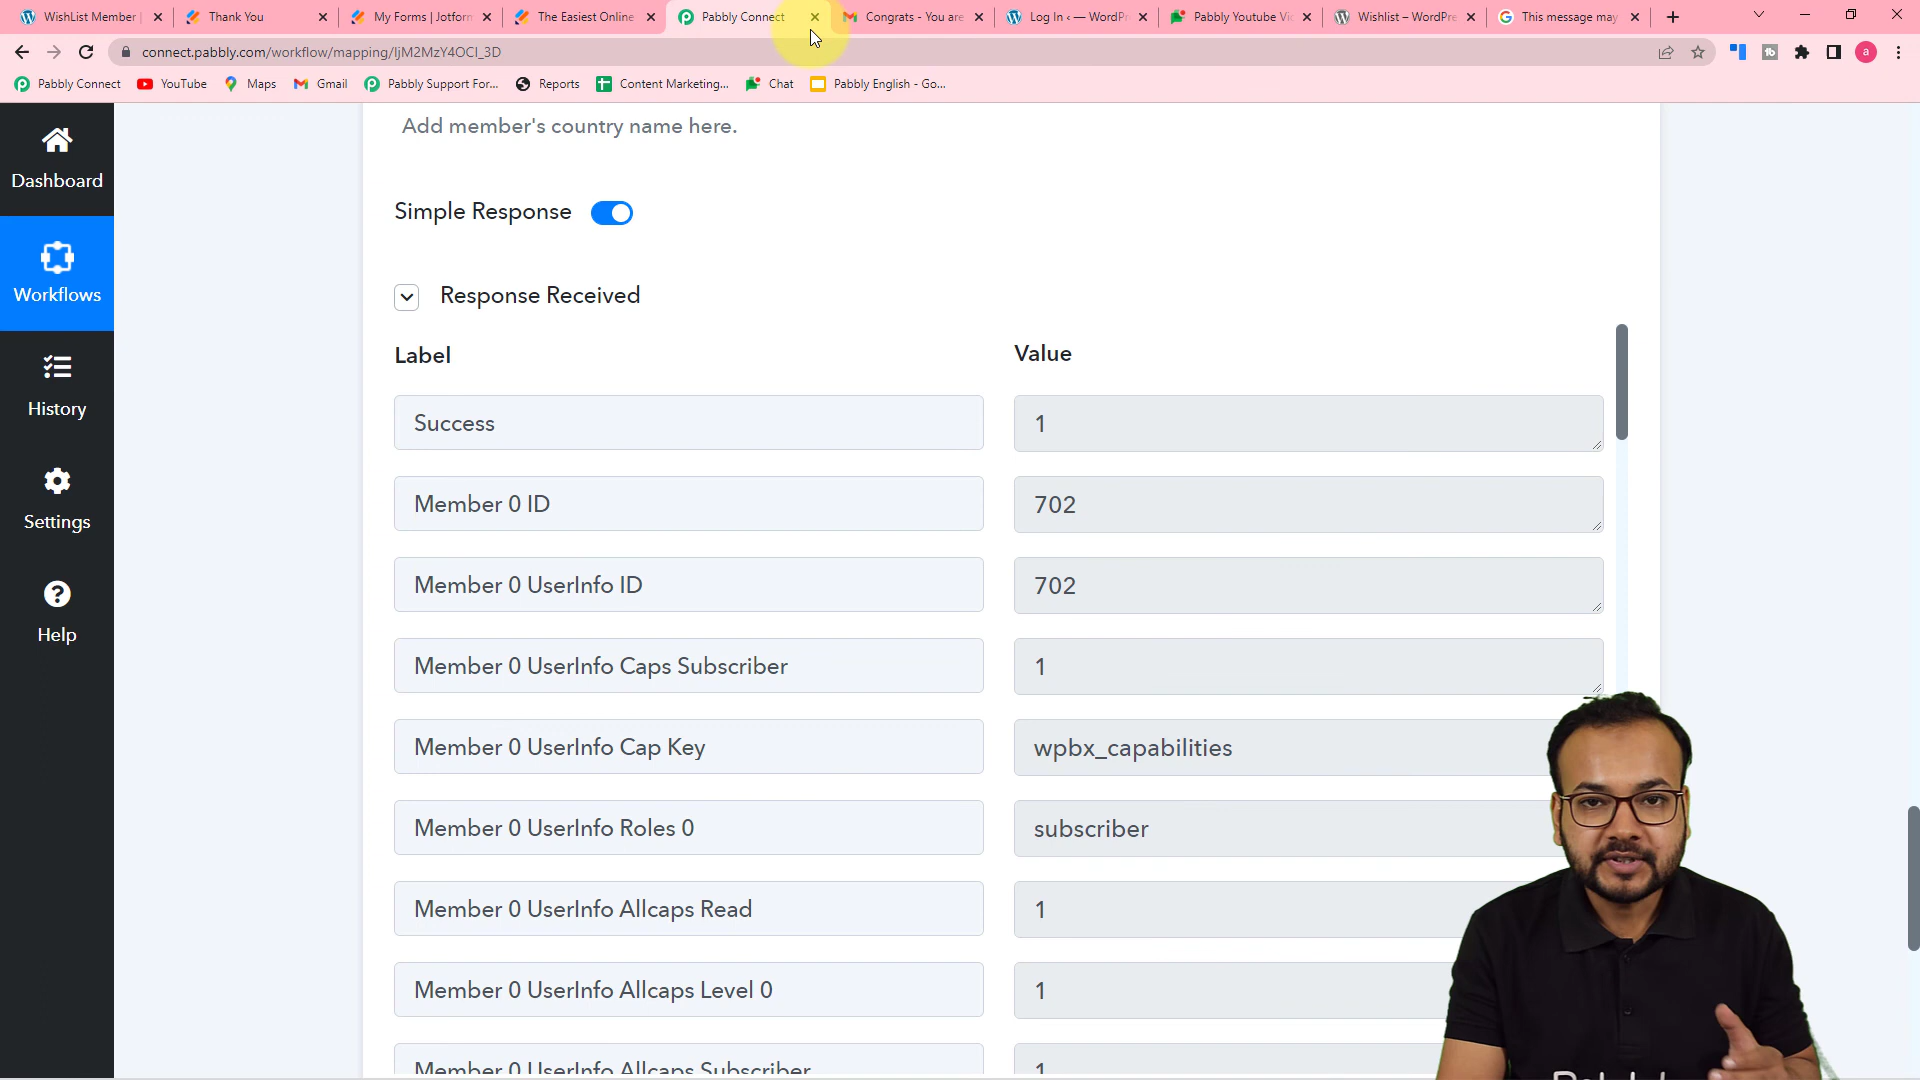 WishList Member |
Thank You
My Forms | Jotform
The Easiest Online
Pabbly Connect
Congrats - You are
Log In ‹ — WordPr
Pabbly Youtube Vi
Wishlist – WordPre
This message may
connect.pabbly.com/workflow/mapping/IjM2MzY4OCI_3D
Pabbly Connect
YouTube
Maps
Gmail
Pabbly Support For...
Reports
Content Marketing...
Chat
Pabbly English - Go...
Dashboard
Workflows
History
Settings
Help
Add member's country name here.
Simple Response
Response Received
Label Value
Success 1
Member 0 ID 702
Member 0 UserInfo ID 702
Member 0 UserInfo Caps Subscriber 1
Member 0 UserInfo Cap Key wpbx_capabilities
Member 0 UserInfo Roles 0 subscriber
Member 0 UserInfo Allcaps Read 1
Member 0 UserInfo Allcaps Level 0 1
Member 0 UserInfo Allcaps Subscriber 1